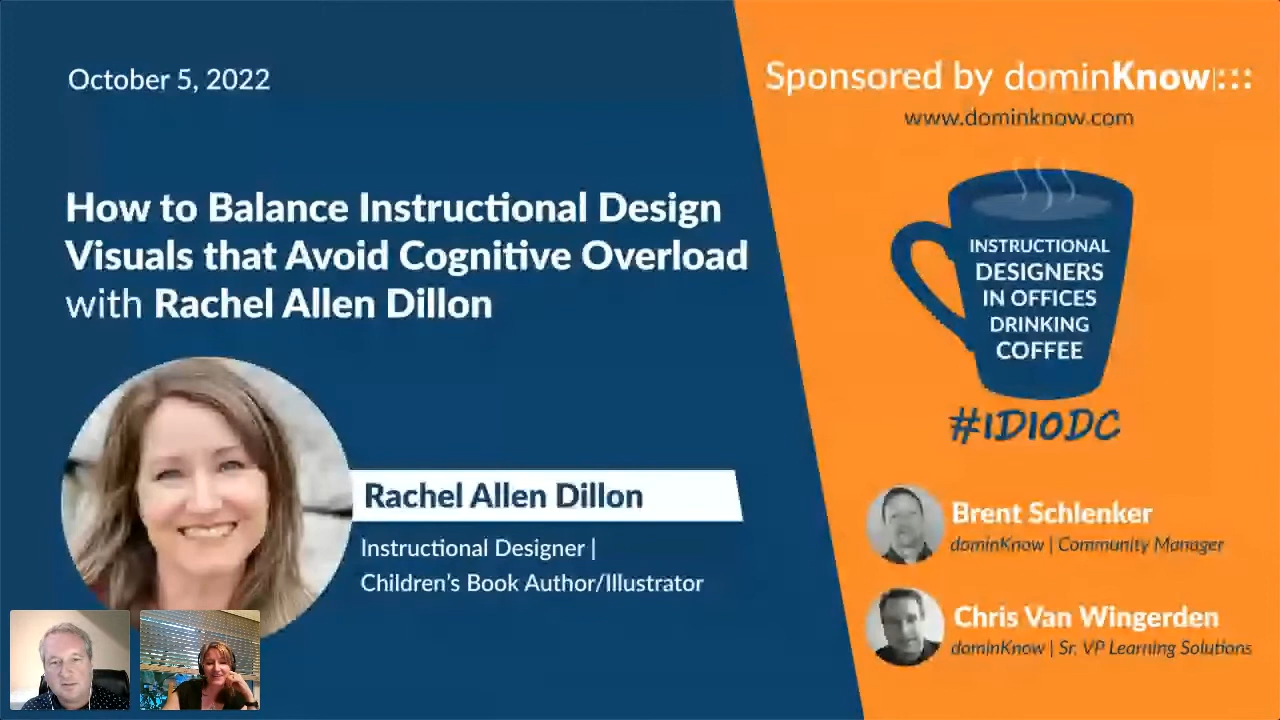 October 5, 2022
How to Balance Instructional Design
Visuals that Avoid Cognitive Overload
with Rachel Allen Dillon
Rachel Allen Dillon
Instructional Designer |
Children's Book Author/Illustrator
Sponsored by dominKnow
www.dominknow.com
INSTRUCTIONAL
DESIGNERS
IN OFFICES
DRINKING
COFFEE
#IDIODC
Brent Schlenker
dominKnow | Community Manager
Chris Van Wingerden
dominKnow | Sr. VP Learning Solutions